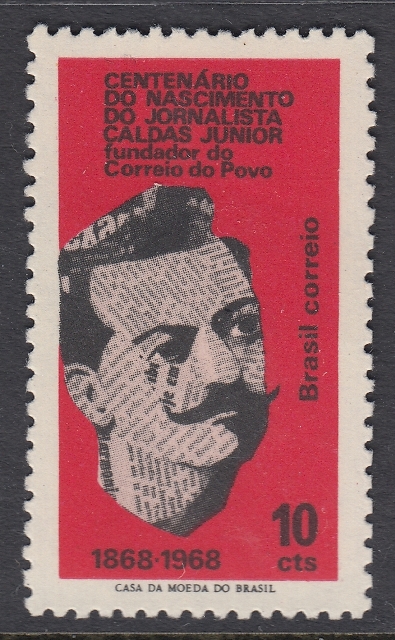 CENTENÁRIO
DO NASCIMENTO
DO JORNALISTA
CALDAS JUNIOR
fundador do
Correio do Povo
Brasil correio
10
cts
1868·1968
CASA DA MOEDA DO BRASIL